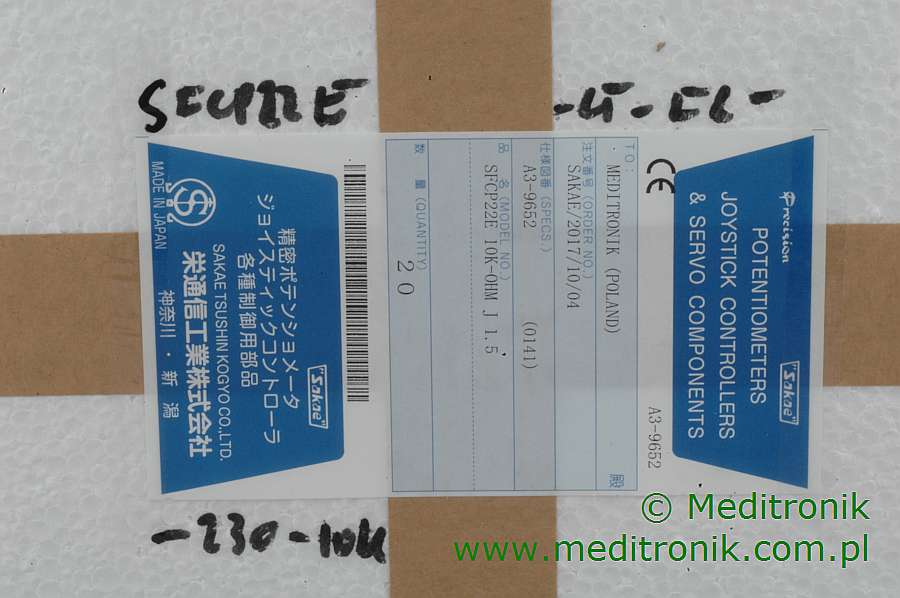 SFCP22E -LI-EL-
Precision
"Sakae"
POTENTIOMETERS
JOYSTICK CONTROLLERS
& SERVO COMPONENTS
CE
A3-9652
TO:
MEDITRONIK (POLAND)
殿
注文番号 (ORDER NO.)
SAKAE/2017/10/04
仕様図番 (SPECS)
A3-9652 (0141)
品 名 (MODEL NO.)
SFCP22E 10K-OHM J 1.5
数 量 (QUANTITY)
20
"Sakae"
精密ポテンショメータ
ジョイスティックコントローラ
各種制御用部品
SAKAE TSUSHIN KOGYO CO.,LTD.
栄通信工業株式会社
MADE IN JAPAN
神奈川・新潟
-230-10K
© Meditronik
www.meditronik.com.pl